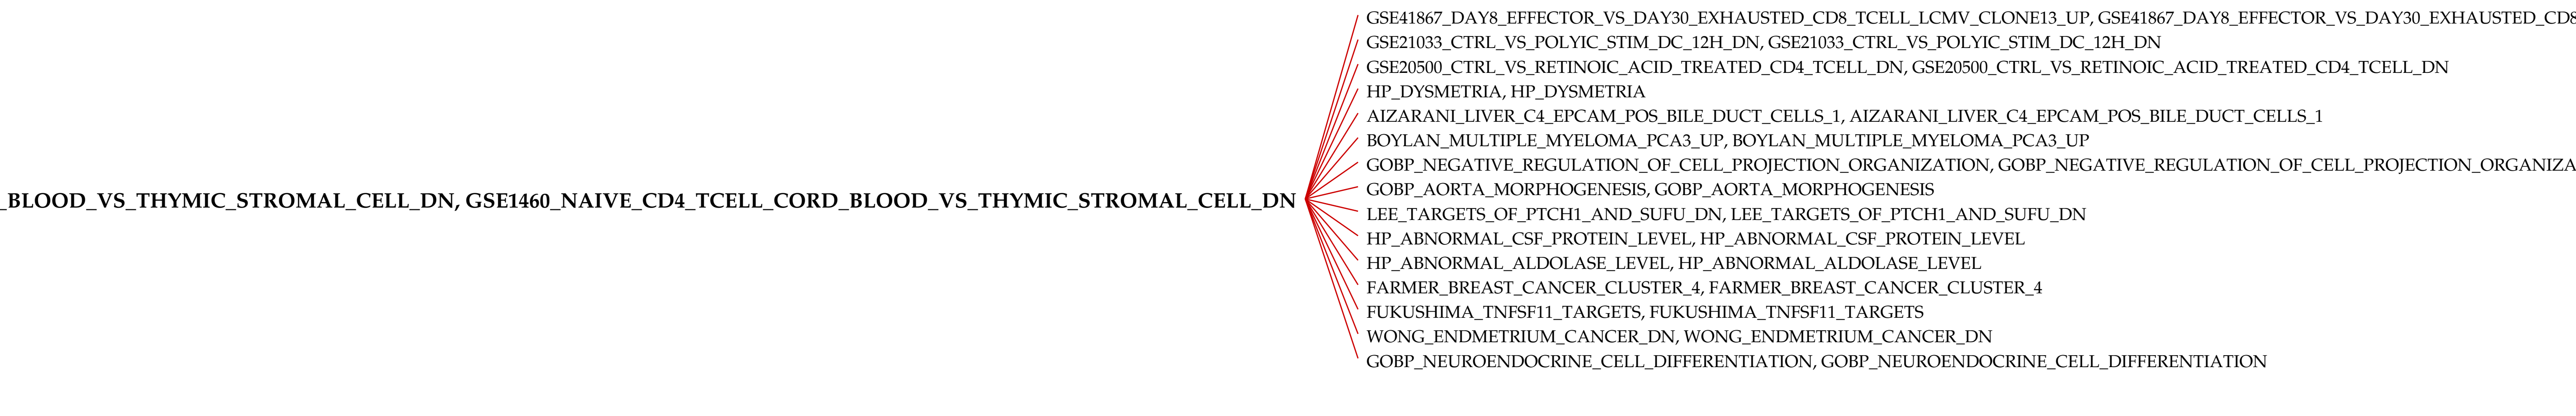 GSE41867_DAY8_EFFECTOR_VS_DAY30_EXHAUSTED_CD8_TCELL_LCMV_CLONE13_UP, GSE41867_DAY8_EFFECTOR_VS_DAY30_EXHAUSTED_CD8
GSE21033_CTRL_VS_POLYIC_STIM_DC_12H_DN, GSE21033_CTRL_VS_POLYIC_STIM_DC_12H_DN
GSE20500_CTRL_VS_RETINOIC_ACID_TREATED_CD4_TCELL_DN, GSE20500_CTRL_VS_RETINOIC_ACID_TREATED_CD4_TCELL_DN
HP_DYSMETRIA, HP_DYSMETRIA
AIZARANI_LIVER_C4_EPCAM_POS_BILE_DUCT_CELLS_1, AIZARANI_LIVER_C4_EPCAM_POS_BILE_DUCT_CELLS_1
BOYLAN_MULTIPLE_MYELOMA_PCA3_UP, BOYLAN_MULTIPLE_MYELOMA_PCA3_UP
GOBP_NEGATIVE_REGULATION_OF_CELL_PROJECTION_ORGANIZATION, GOBP_NEGATIVE_REGULATION_OF_CELL_PROJECTION_ORGANIZA
GOBP_AORTA_MORPHOGENESIS, GOBP_AORTA_MORPHOGENESIS
_BLOOD_VS_THYMIC_STROMAL_CELL_DN, GSE1460_NAIVE_CD4_TCELL_CORD_BLOOD_VS_THYMIC_STROMAL_CELL_DN
LEE_TARGETS_OF_PTCH1_AND_SUFU_DN, LEE_TARGETS_OF_PTCH1_AND_SUFU_DN
HP_ABNORMAL_CSF_PROTEIN_LEVEL, HP_ABNORMAL_CSF_PROTEIN_LEVEL
HP_ABNORMAL_ALDOLASE_LEVEL, HP_ABNORMAL_ALDOLASE_LEVEL
FARMER_BREAST_CANCER_CLUSTER_4, FARMER_BREAST_CANCER_CLUSTER_4
FUKUSHIMA_TNFSF11_TARGETS, FUKUSHIMA_TNFSF11_TARGETS
WONG_ENDMETRIUM_CANCER_DN, WONG_ENDMETRIUM_CANCER_DN
GOBP_NEUROENDOCRINE_CELL_DIFFERENTIATION, GOBP_NEUROENDOCRINE_CELL_DIFFERENTIATION